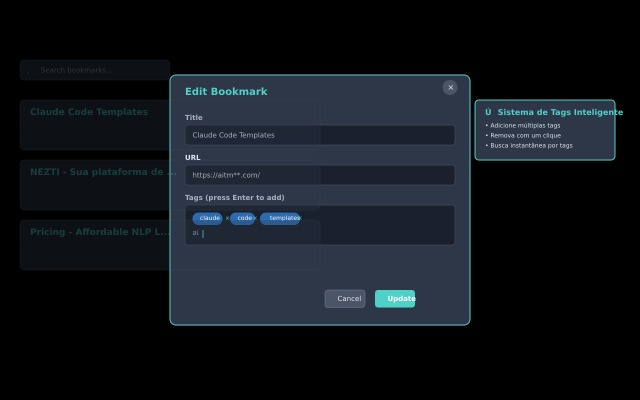 Search bookmarks...
Claude Code Templates
NEZTI - Sua plataforma de ...
Pricing - Affordable NLP L...
Edit Bookmark
×
Title
Claude Code Templates
URL
https://aitm**.com/
Tags (press Enter to add)
claude × code × templates ×
ai
Cancel
Update
Ú Sistema de Tags Inteligente
• Adicione múltiplas tags
• Remova com um clique
• Busca instantânea por tags